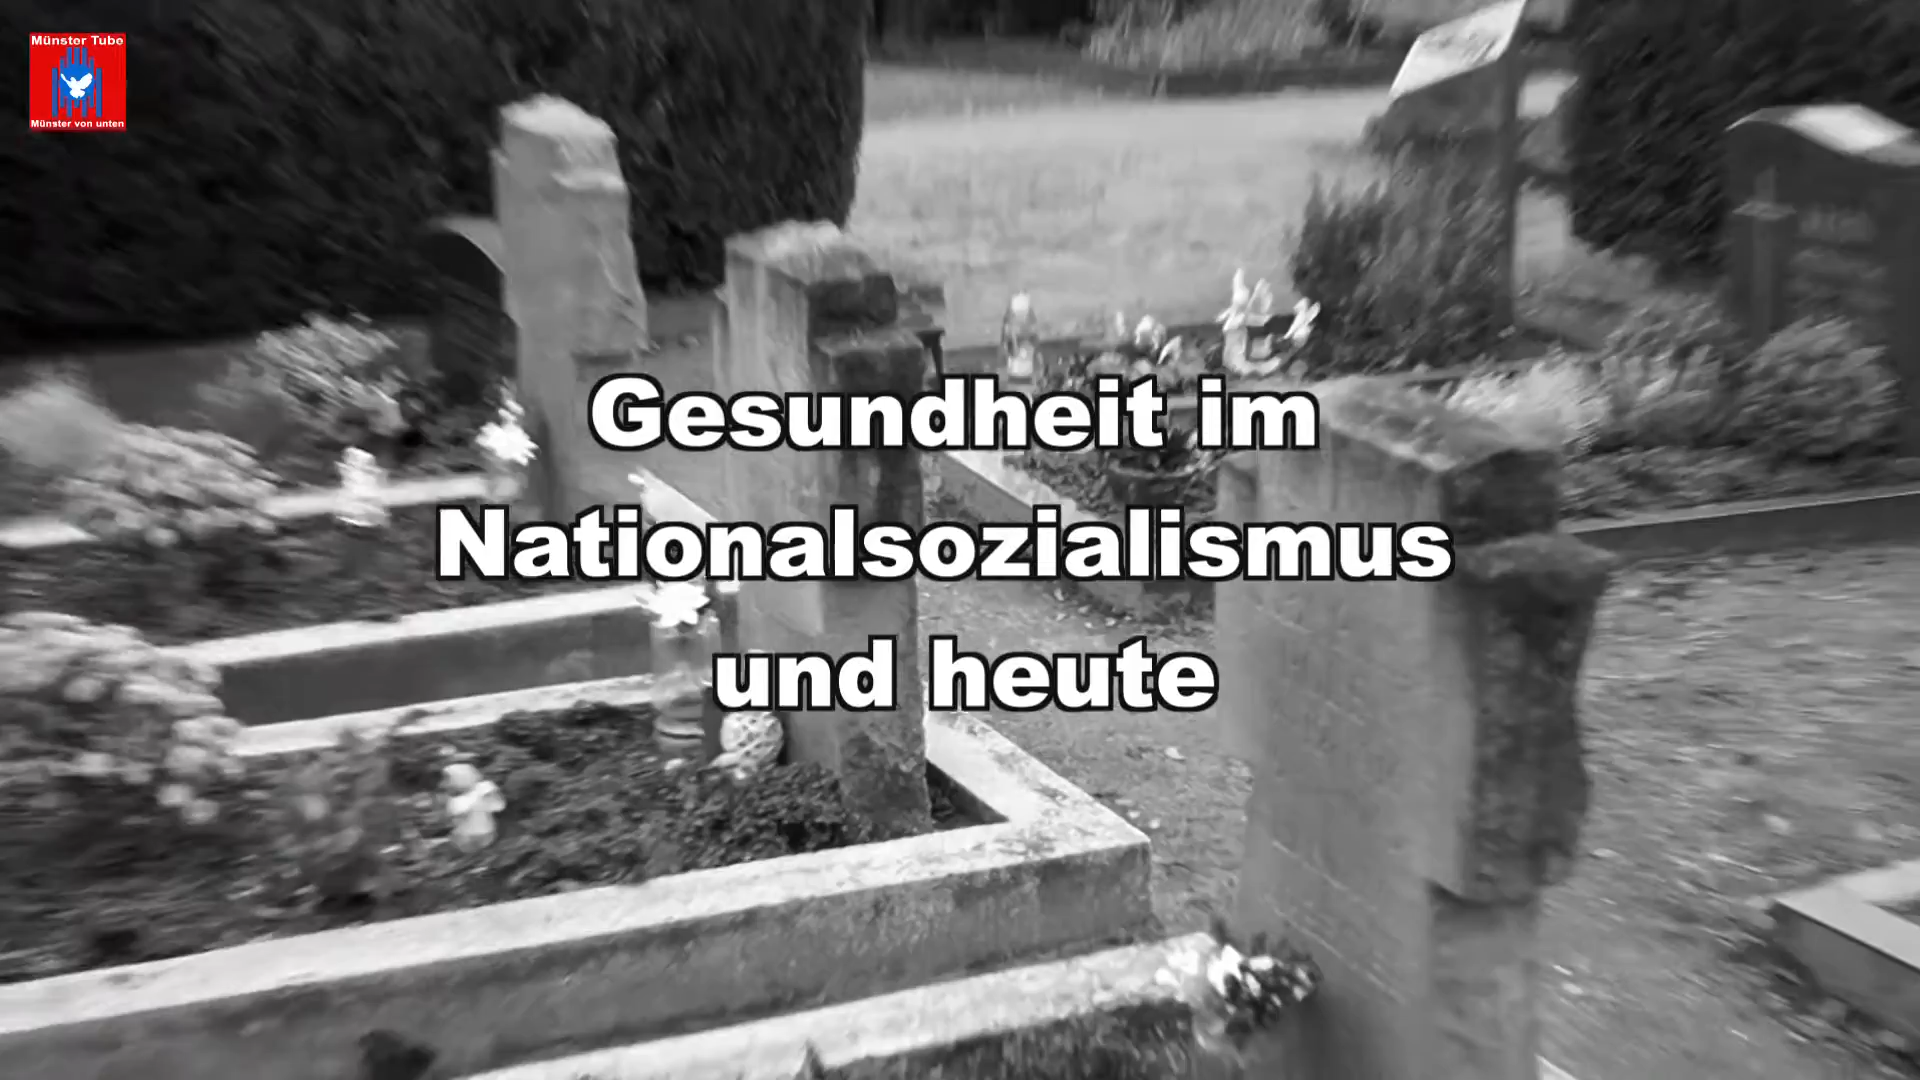 Münster Tube
Münster von unten
Gesundheit im
Nationalsozialismus
und heute